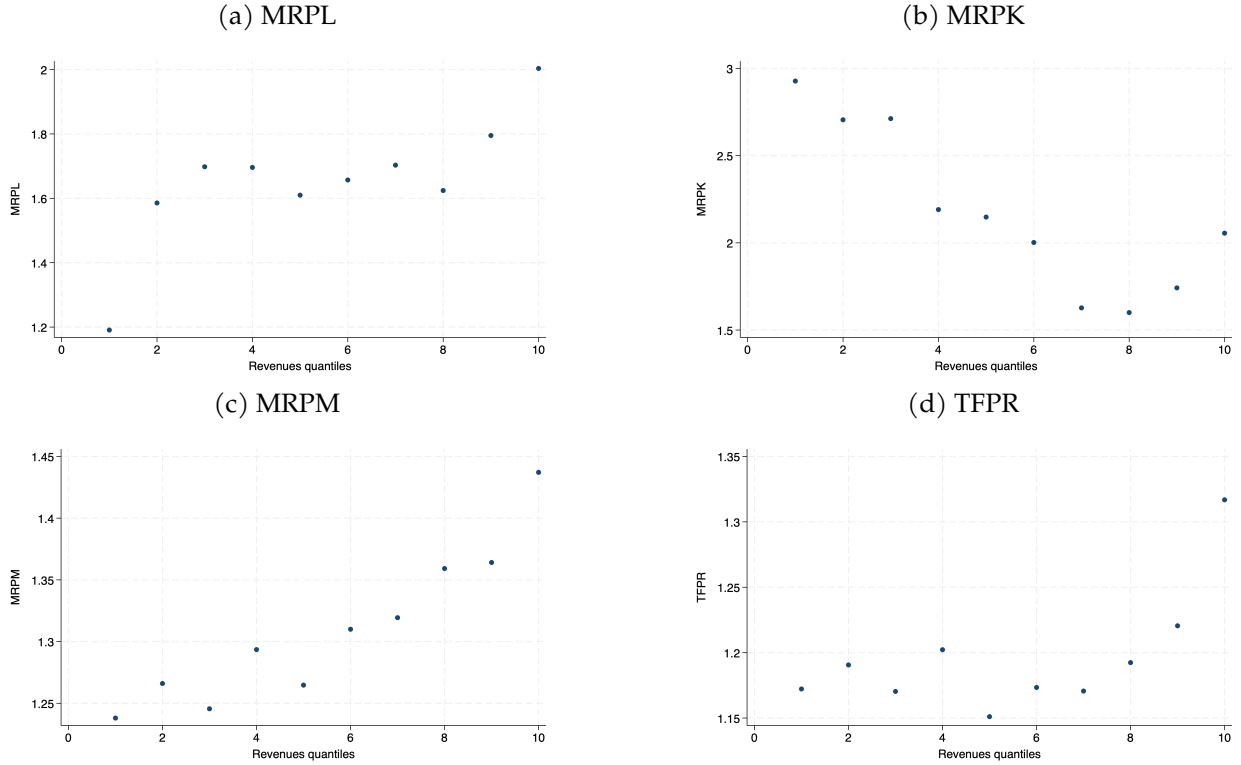 (a) MRPL
(b) MRPK
2
1.8
1.6
1.4
1.2
MRPL
0 2 4 6 8 10
Revenues quantiles
3
2.5
2
1.5
MRPK
0 2 4 6 8 10
Revenues quantiles
(c) MRPM
(d) TFPR
1.45
1.4
1.35
1.3
1.25
MRPM
0 2 4 6 8 10
Revenues quantiles
1.35
1.3
1.25
1.2
1.15
TFPR
0 2 4 6 8 10
Revenues quantiles